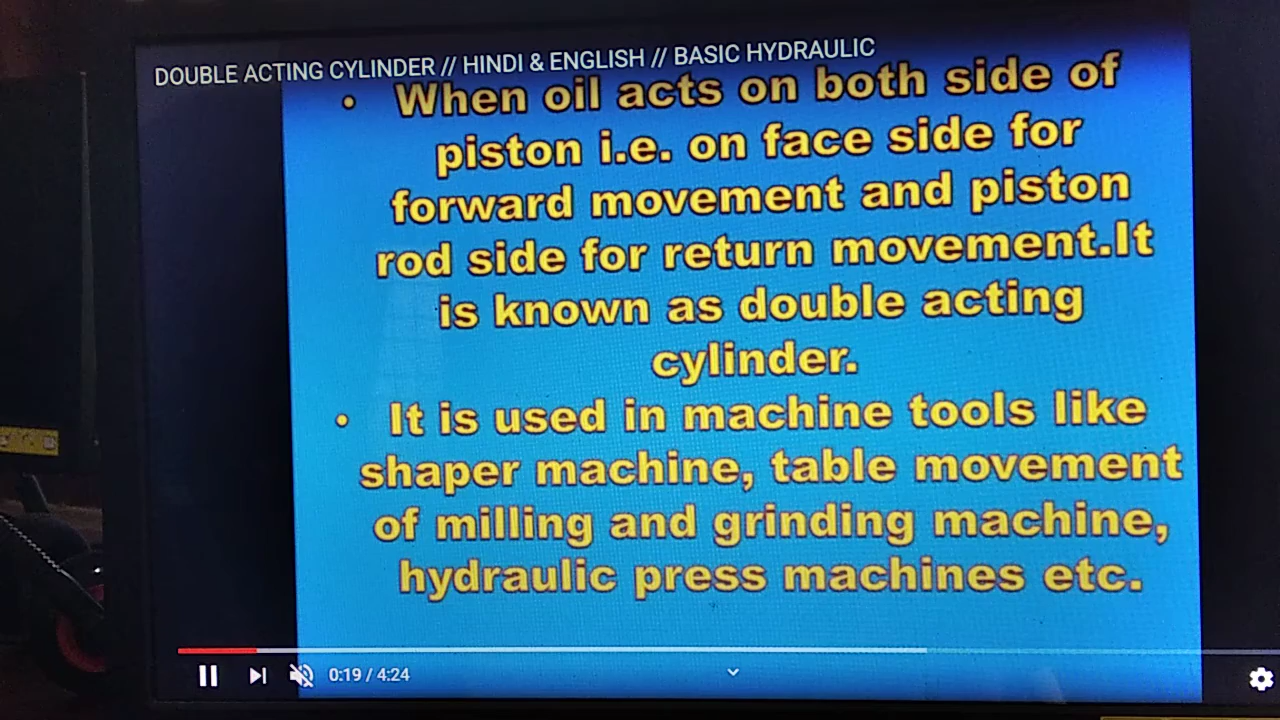 DOUBLE ACTING CYLINDER // HINDI & ENGLISH // BASIC HYDRAULIC
• When oil acts on both side of
piston i.e. on face side for
forward movement and piston
rod side for return movement.It
is known as double acting
cylinder.
• It is used in machine tools like
shaper machine, table movement
of milling and grinding machine,
hydraulic press machines etc.
0:19 / 4:24